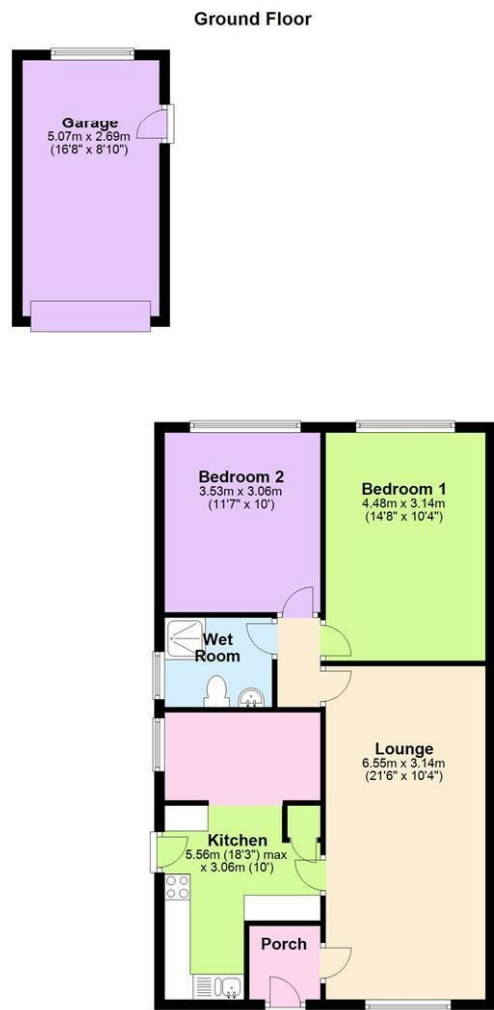 Ground Floor
Garage
5.07m x 2.69m
(16'8" x 8'10")
Bedroom 2
3.53m x 3.06m
(11'7" x 10')
Bedroom 1
4.48m x 3.14m
(14'8" x 10'4")
Wet
Room
Lounge
6.55m x 3.14m
(21'6" x 10'4")
Kitchen
5.56m (18'3") max
x 3.06m (10')
Porch